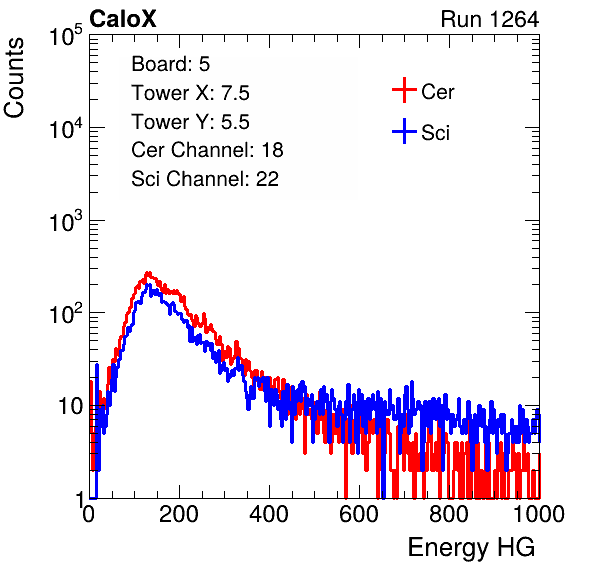 CaloX Run 1264
Counts
10^5
10^4
10^3
10^2
10
1
Board: 5
Tower X: 7.5
Tower Y: 5.5
Cer Channel: 18
Sci Channel: 22
Cer
Sci
0 200 400 600 800 1000
Energy HG